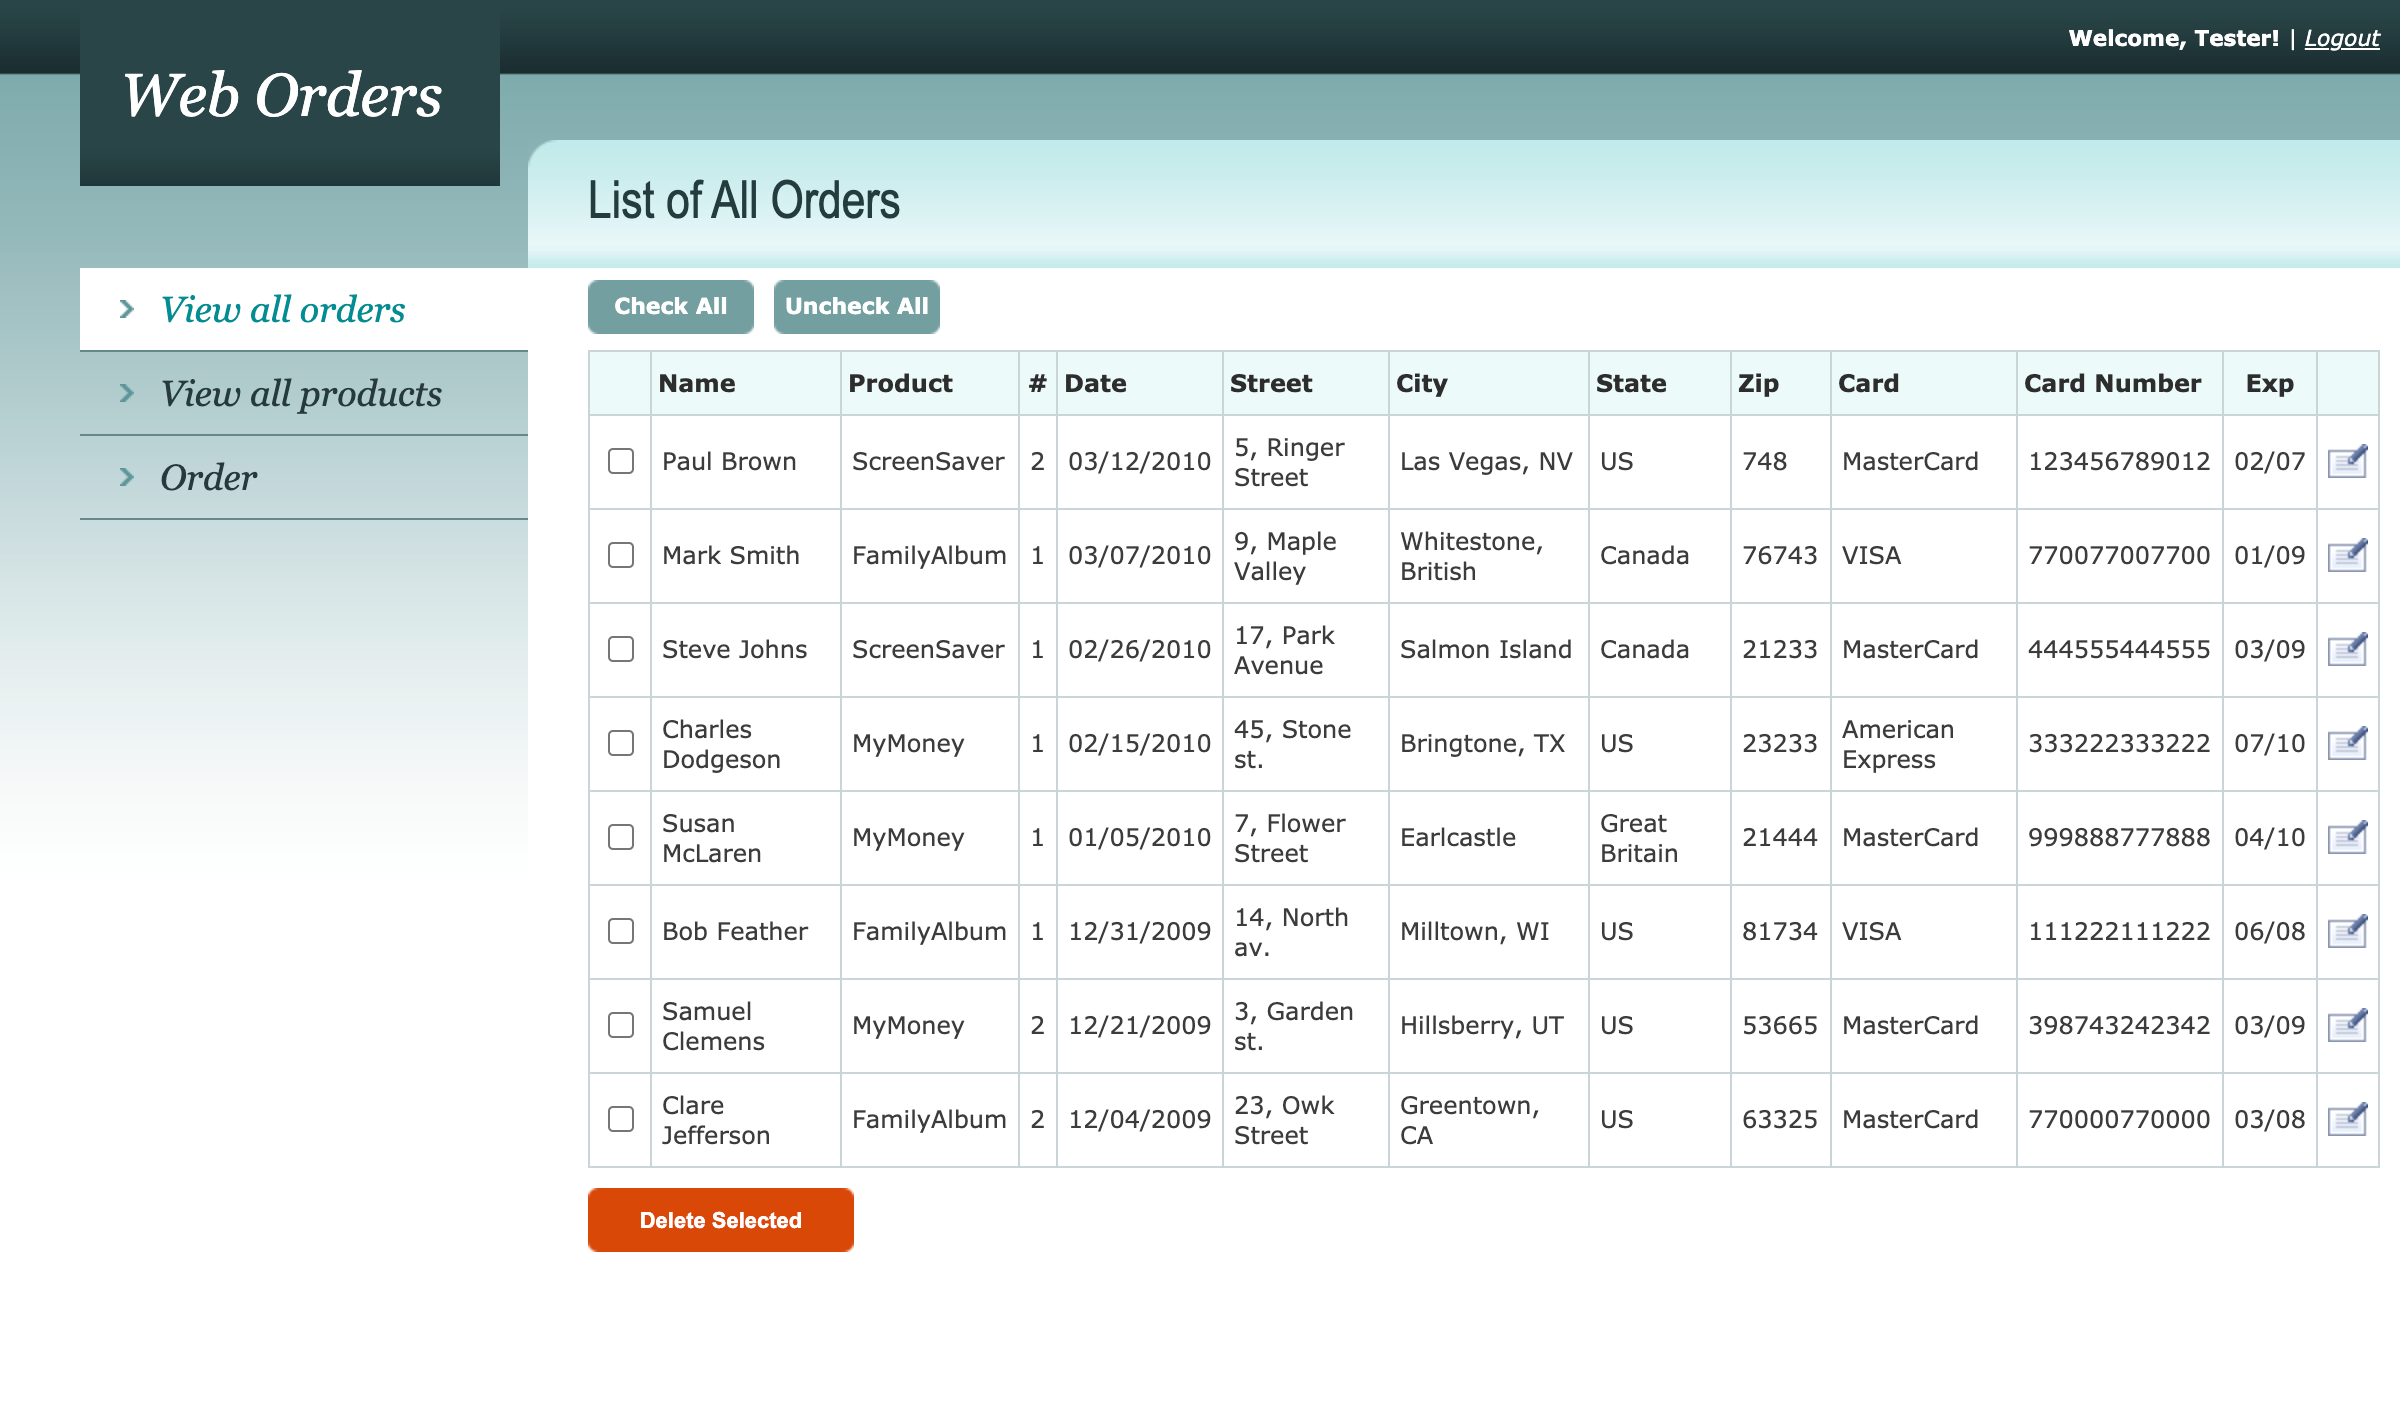 Welcome, Tester! | Logout
Web Orders
List of All Orders
View all orders
View all products
Order
Check All Uncheck All
Name Product # Date Street City State Zip Card Card Number Exp
Paul Brown ScreenSaver 2 03/12/2010 5, Ringer Street Las Vegas, NV US 748 MasterCard 123456789012 02/07
Mark Smith FamilyAlbum 1 03/07/2010 9, Maple Valley Whitestone, British Canada 76743 VISA 770077007700 01/09
Steve Johns ScreenSaver 1 02/26/2010 17, Park Avenue Salmon Island Canada 21233 MasterCard 444555444555 03/09
Charles Dodgeson MyMoney 1 02/15/2010 45, Stone st. Bringtone, TX US 23233 American Express 333222333222 07/10
Susan McLaren MyMoney 1 01/05/2010 7, Flower Street Earlcastle Great Britain 21444 MasterCard 999888777888 04/10
Bob Feather FamilyAlbum 1 12/31/2009 14, North av. Milltown, WI US 81734 VISA 111222111222 06/08
Samuel Clemens MyMoney 2 12/21/2009 3, Garden st. Hillsberry, UT US 53665 MasterCard 398743242342 03/09
Clare Jefferson FamilyAlbum 2 12/04/2009 23, Owk Street Greentown, CA US 63325 MasterCard 770000770000 03/08
Delete Selected